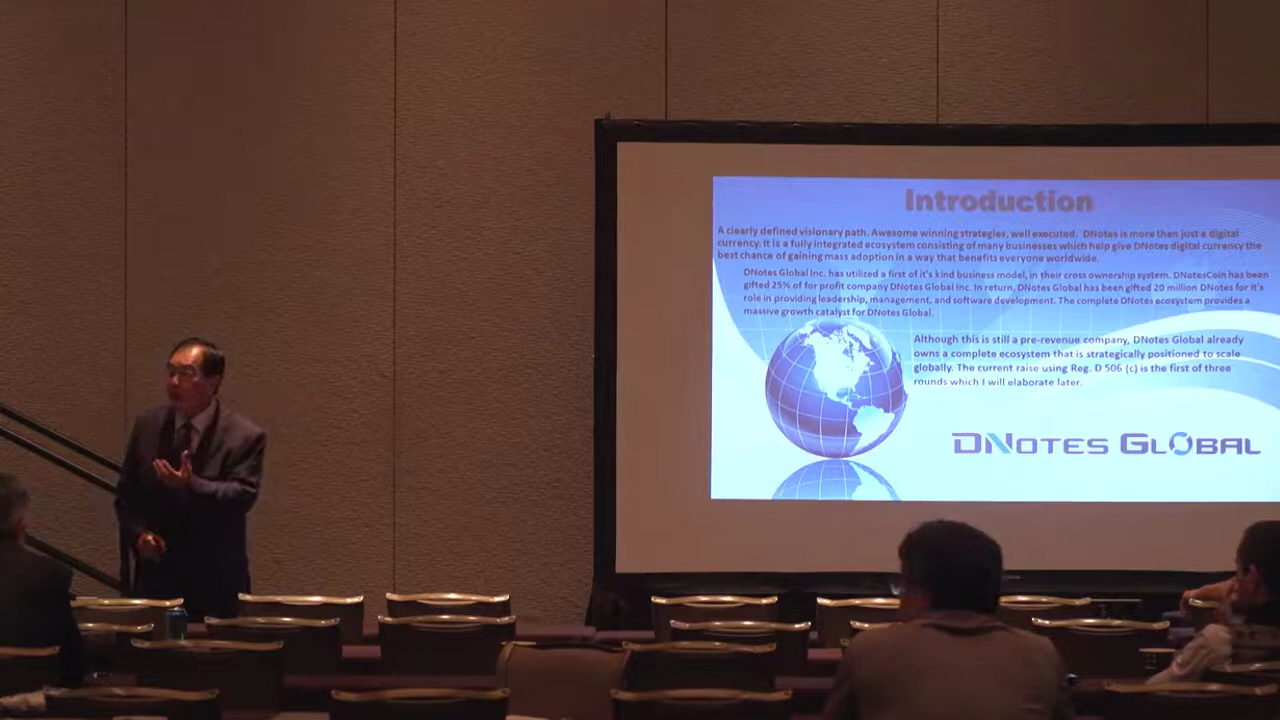 Introduction
A clearly defined visionary path. Awesome winning strategies, well executed. DNotes is more than just a digital
currency. It is a fully integrated ecosystem consisting of many businesses which help give DNotes digital currency the
best chance of gaining mass adoption in a way that benefits everyone worldwide.
DNotes Global Inc. has utilized a first of it's kind business model, in their cross ownership system. DNotesCoin has been
gifted 25% of for profit company DNotes Global Inc. In return, DNotes Global has been gifted 20 million DNotes for it's
role in providing leadership, management, and software development. The complete DNotes ecosystem provides a
massive growth catalyst for DNotes Global.
Although this is still a pre-revenue company, DNotes Global already
owns a complete ecosystem that is strategically positioned to scale
globally. The current raise using Reg. D 506 (c) is the first of three
rounds which I will elaborate later.
DNOTES GLOBAL